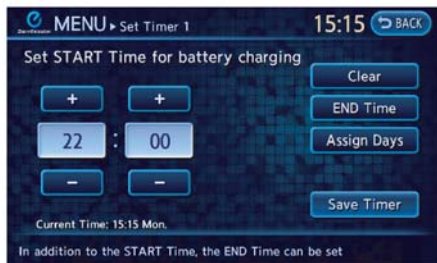 Zero Emission MENU ▸ Set Timer 1 15:15 BACK
Set START Time for battery charging
Clear
+ +
END Time
22 : 00
Assign Days
− −
Save Timer
Current Time: 15:15 Mon.
In addition to the START Time, the END Time can be set